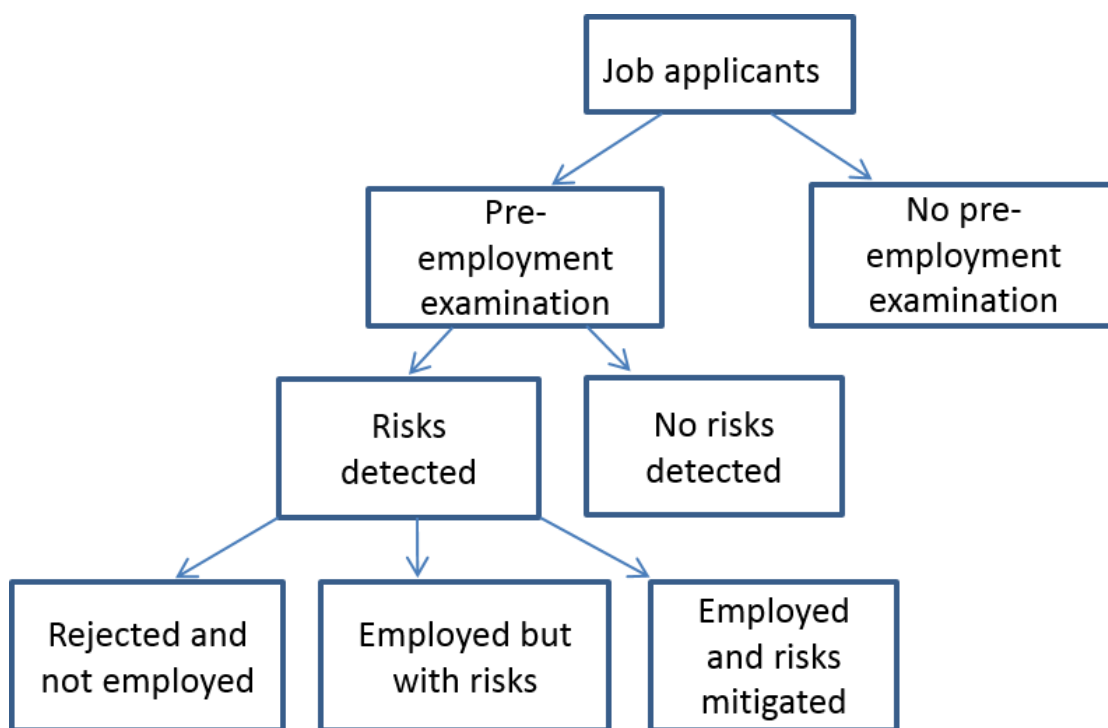 Job applicants
Pre-
employment
examination
No pre-
employment
examination
Risks
detected
No risks
detected
Rejected and
not employed
Employed but
with risks
Employed
and risks
mitigated